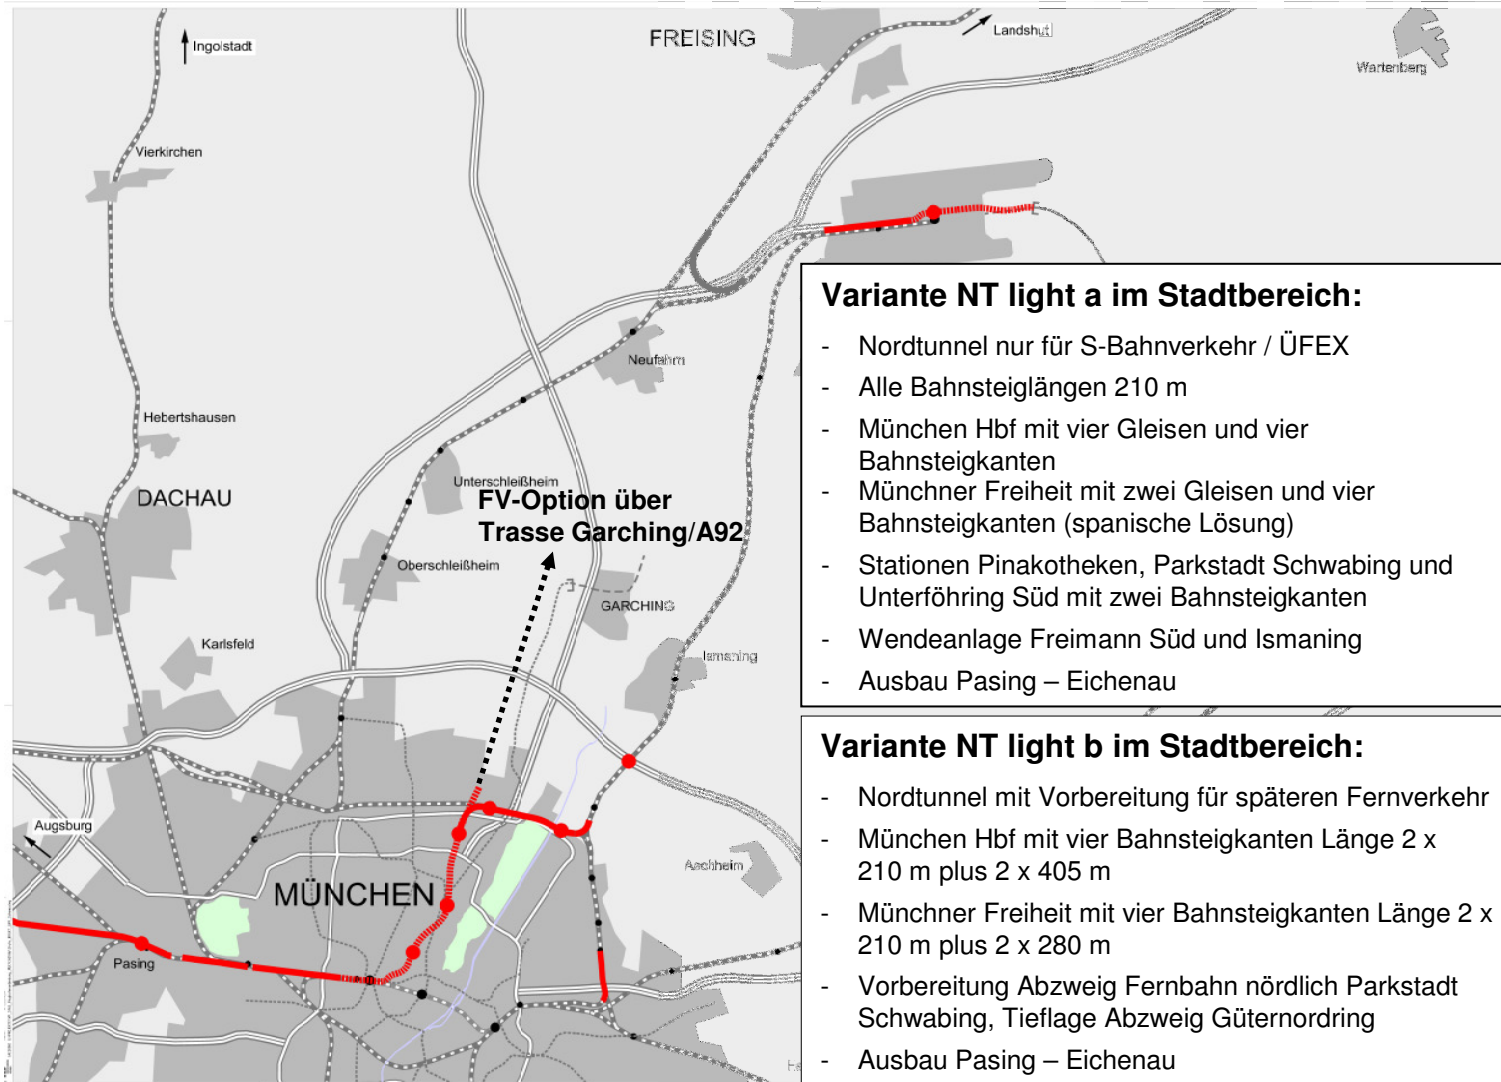 FREISING
Landshut
Ingolstadt
Wartenberg
Vierkirchen
Neufahrn
Hebertshausen
DACHAU
Unterschleißheim
FV-Option über
Trasse Garching/A92
Oberschleißheim
GARCHING
Karlsfeld
Ismaning
Augsburg
Aschheim
MÜNCHEN
Pasing
Variante NT light a im Stadtbereich:
- Nordtunnel nur für S-Bahnverkehr / ÜFEX
- Alle Bahnsteiglängen 210 m
- München Hbf mit vier Gleisen und vier
Bahnsteigkanten
- Münchner Freiheit mit zwei Gleisen und vier
Bahnsteigkanten (spanische Lösung)
- Stationen Pinakotheken, Parkstadt Schwabing und
Unterföhring Süd mit zwei Bahnsteigkanten
- Wendeanlage Freimann Süd und Ismaning
- Ausbau Pasing – Eichenau
Variante NT light b im Stadtbereich:
- Nordtunnel mit Vorbereitung für späteren Fernverkehr
- München Hbf mit vier Bahnsteigkanten Länge 2 x
210 m plus 2 x 405 m
- Münchner Freiheit mit vier Bahnsteigkanten Länge 2 x
210 m plus 2 x 280 m
- Vorbereitung Abzweig Fernbahn nördlich Parkstadt
Schwabing, Tieflage Abzweig Güternordring
- Ausbau Pasing – Eichenau